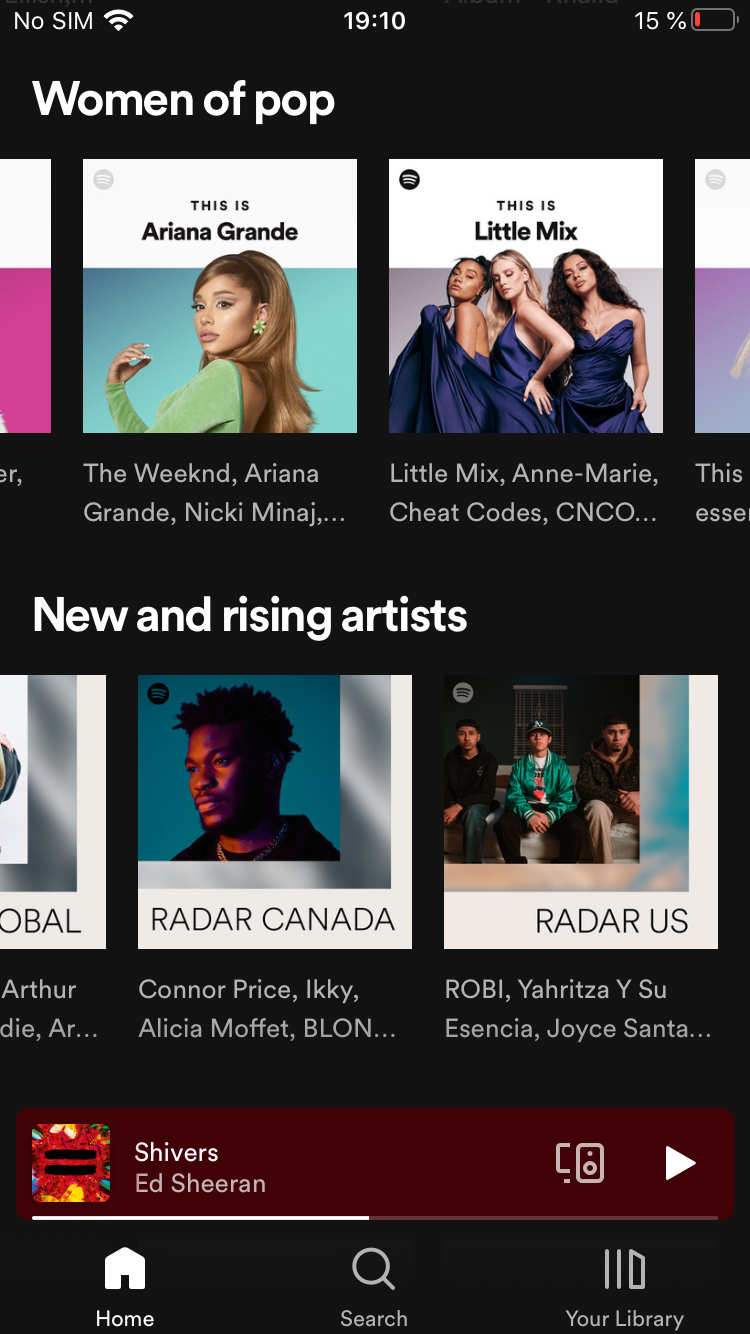 No SIM 19:10 15 %
Women of pop
THIS IS
Ariana Grande
THIS IS
Little Mix
er,
The Weeknd, Ariana
Grande, Nicki Minaj,...
Little Mix, Anne-Marie,
Cheat Codes, CNCO...
This
esse
New and rising artists
OBAL
RADAR CANADA
RADAR US
Arthur
die, Ar...
Connor Price, Ikky,
Alicia Moffet, BLON...
ROBI, Yahritza Y Su
Esencia, Joyce Santa...
Shivers
Ed Sheeran
Home
Search
Your Library